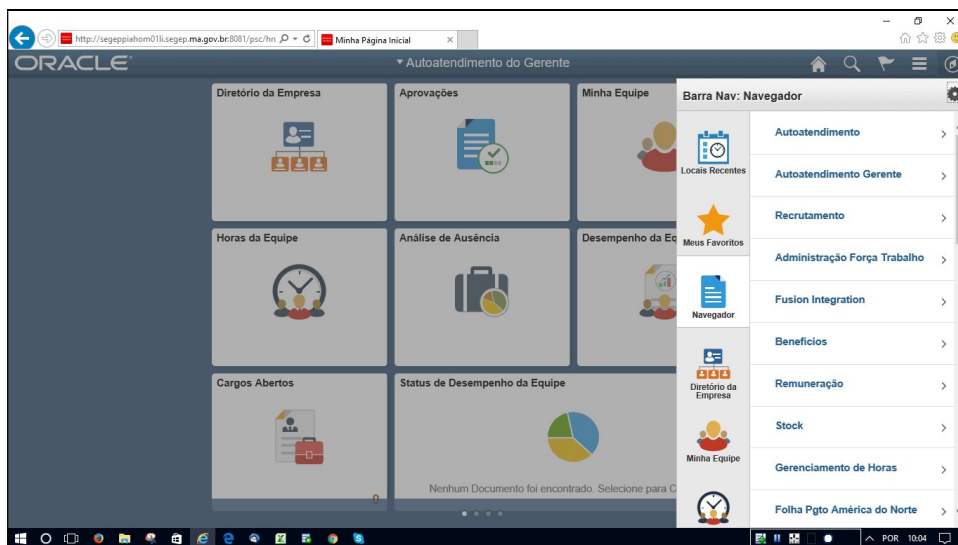 http://segeppiahom01li.segep.ma.gov.br:8081/psc/hn
Minha Página Inicial
ORACLE
Autoatendimento do Gerente
Diretório da Empresa
Aprovações
Minha Equipe
Horas da Equipe
Análise de Ausência
Desempenho da Eq
Cargos Abertos
0
Status de Desempenho da Equipe
Nenhum Documento foi encontrado. Selecione para C
Barra Nav: Navegador
Locais Recentes
Meus Favoritos
Navegador
Diretório da
Empresa
Minha Equipe
Autoatendimento
Autoatendimento Gerente
Recrutamento
Administração Força Trabalho
Fusion Integration
Benefícios
Remuneração
Stock
Gerenciamento de Horas
Folha Pgto América do Norte
POR
10:04